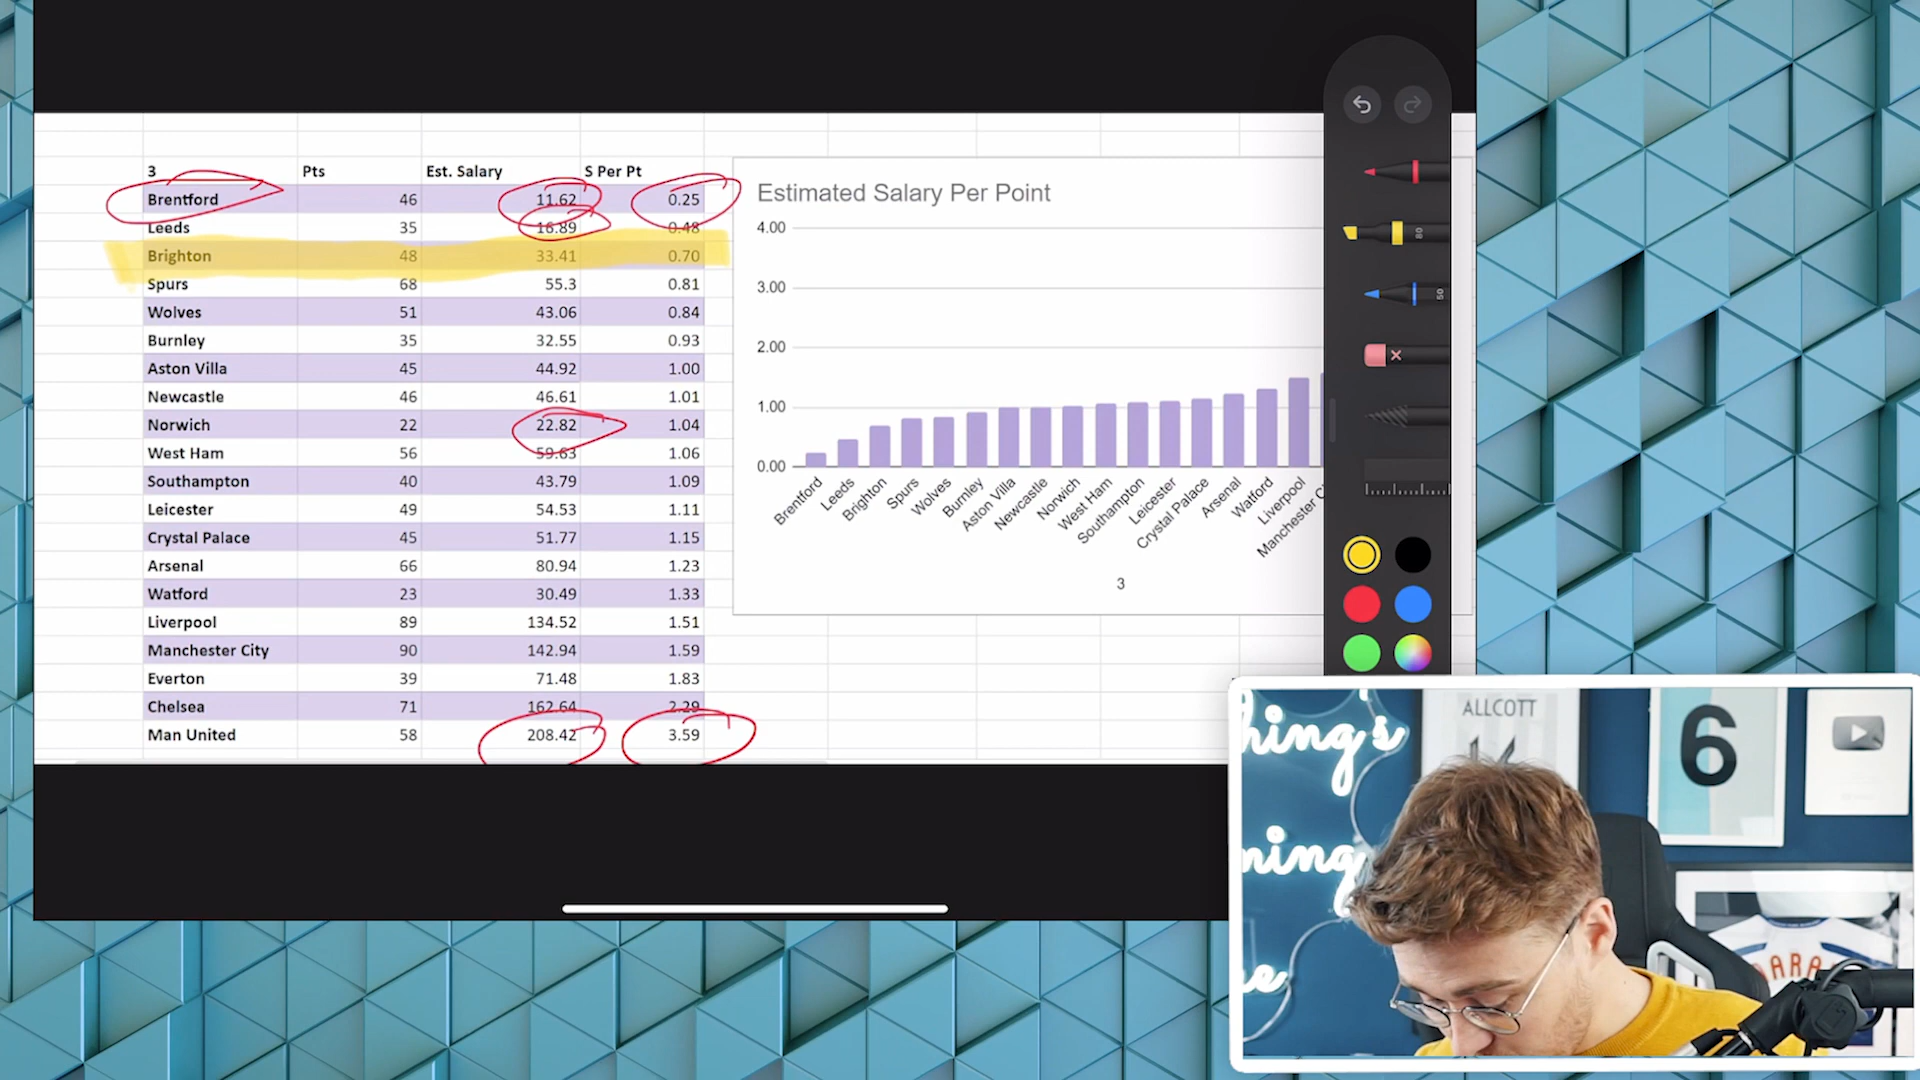 3 Pts Est. Salary S Per Pt
Brentford 46 11.62 0.25
Leeds 35 16.89 0.48
Brighton 48 33.41 0.70
Spurs 68 55.3 0.81
Wolves 51 43.06 0.84
Burnley 35 32.55 0.93
Aston Villa 45 44.92 1.00
Newcastle 46 46.61 1.01
Norwich 22 22.82 1.04
West Ham 56 59.63 1.06
Southampton 40 43.79 1.09
Leicester 49 54.53 1.11
Crystal Palace 45 51.77 1.15
Arsenal 66 80.94 1.23
Watford 23 30.49 1.33
Liverpool 89 134.52 1.51
Manchester City 90 142.94 1.59
Everton 39 71.48 1.83
Chelsea 71 162.64 2.29
Man United 58 208.42 3.59
Estimated Salary Per Point
4.00
3.00
2.00
1.00
0.00
Brentford
Leeds
Brighton
Spurs
Wolves
Burnley
Aston Villa
Newcastle
Norwich
West Ham
Southampton
Leicester
Crystal Palace
Arsenal
Watford
Liverpool
Manchester C
3
80
50
hing's
ALLCOTT
14
6
ning
e